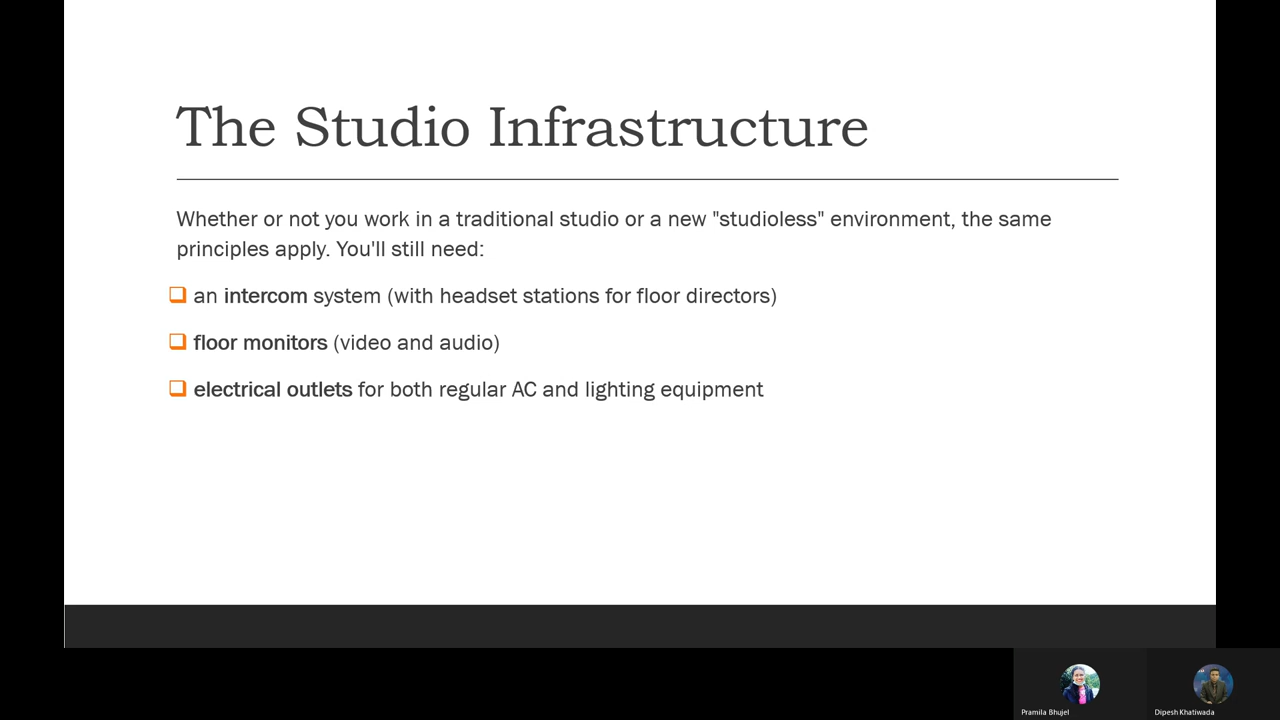 The Studio Infrastructure
Whether or not you work in a traditional studio or a new "studioless" environment, the same
principles apply. You'll still need:
an intercom system (with headset stations for floor directors)
floor monitors (video and audio)
electrical outlets for both regular AC and lighting equipment
Pramila Bhujel
Dipesh Khatiwada